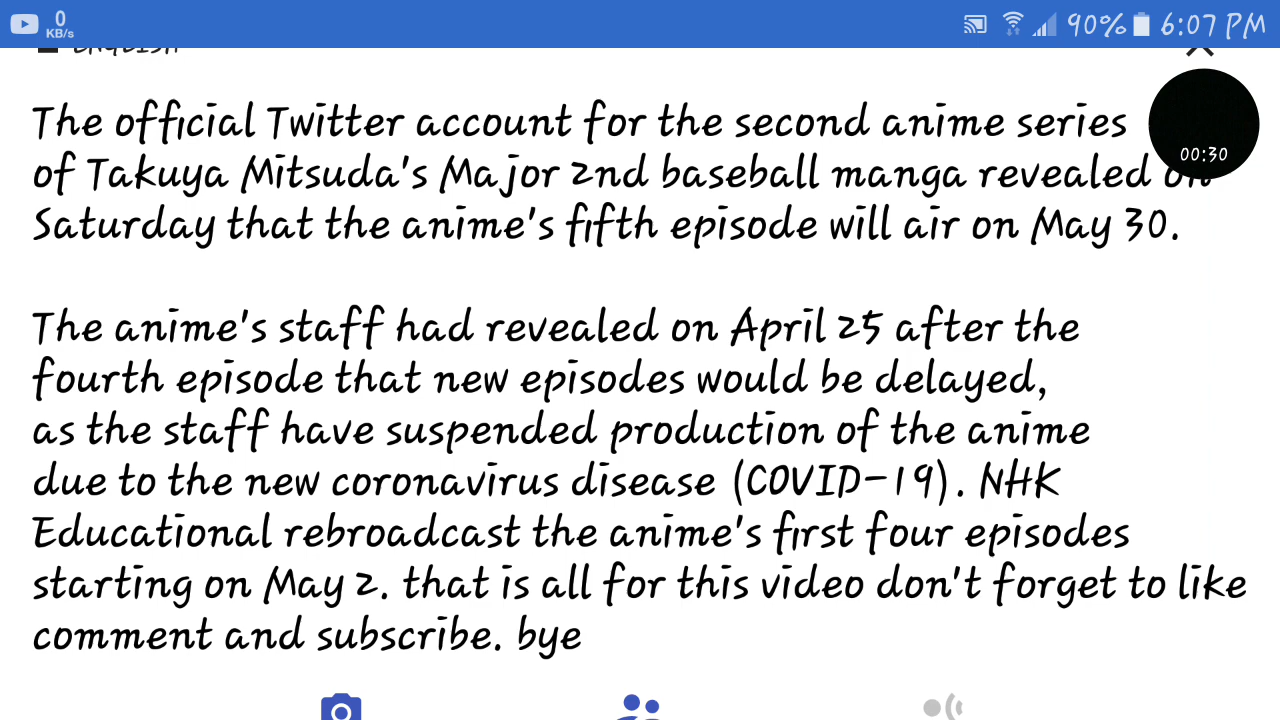 0
KB/s
90% 6:07 PM
ENGLISH
00:30
The official Twitter account for the second anime series
of Takuya Mitsuda's Major 2nd baseball manga revealed on
Saturday that the anime's fifth episode will air on May 30.
The anime's staff had revealed on April 25 after the
fourth episode that new episodes would be delayed,
as the staff have suspended production of the anime
due to the new coronavirus disease (COVID-19). NHK
Educational rebroadcast the anime's first four episodes
starting on May 2. that is all for this video don't forget to like
comment and subscribe. bye